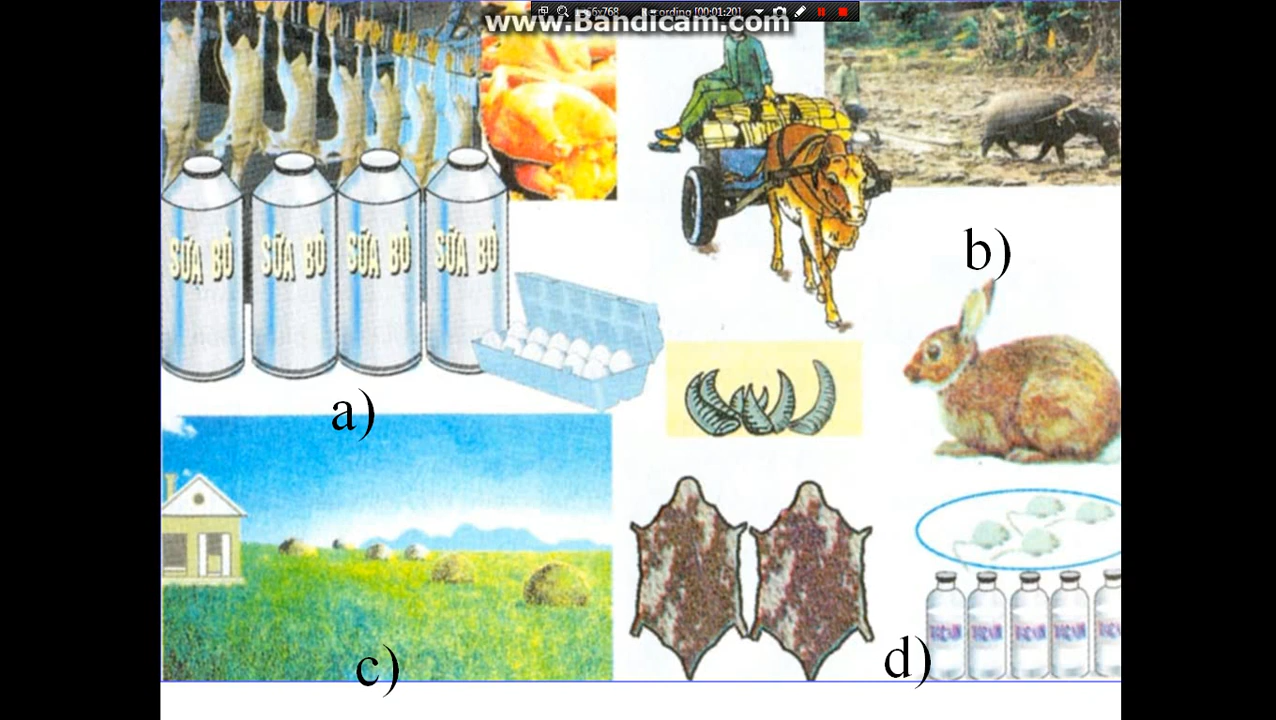 www.Bandicam.com
SỮA BÒ SỮA BÒ SỮA BÒ SỮA BÒ
b)
a)
c)
d)